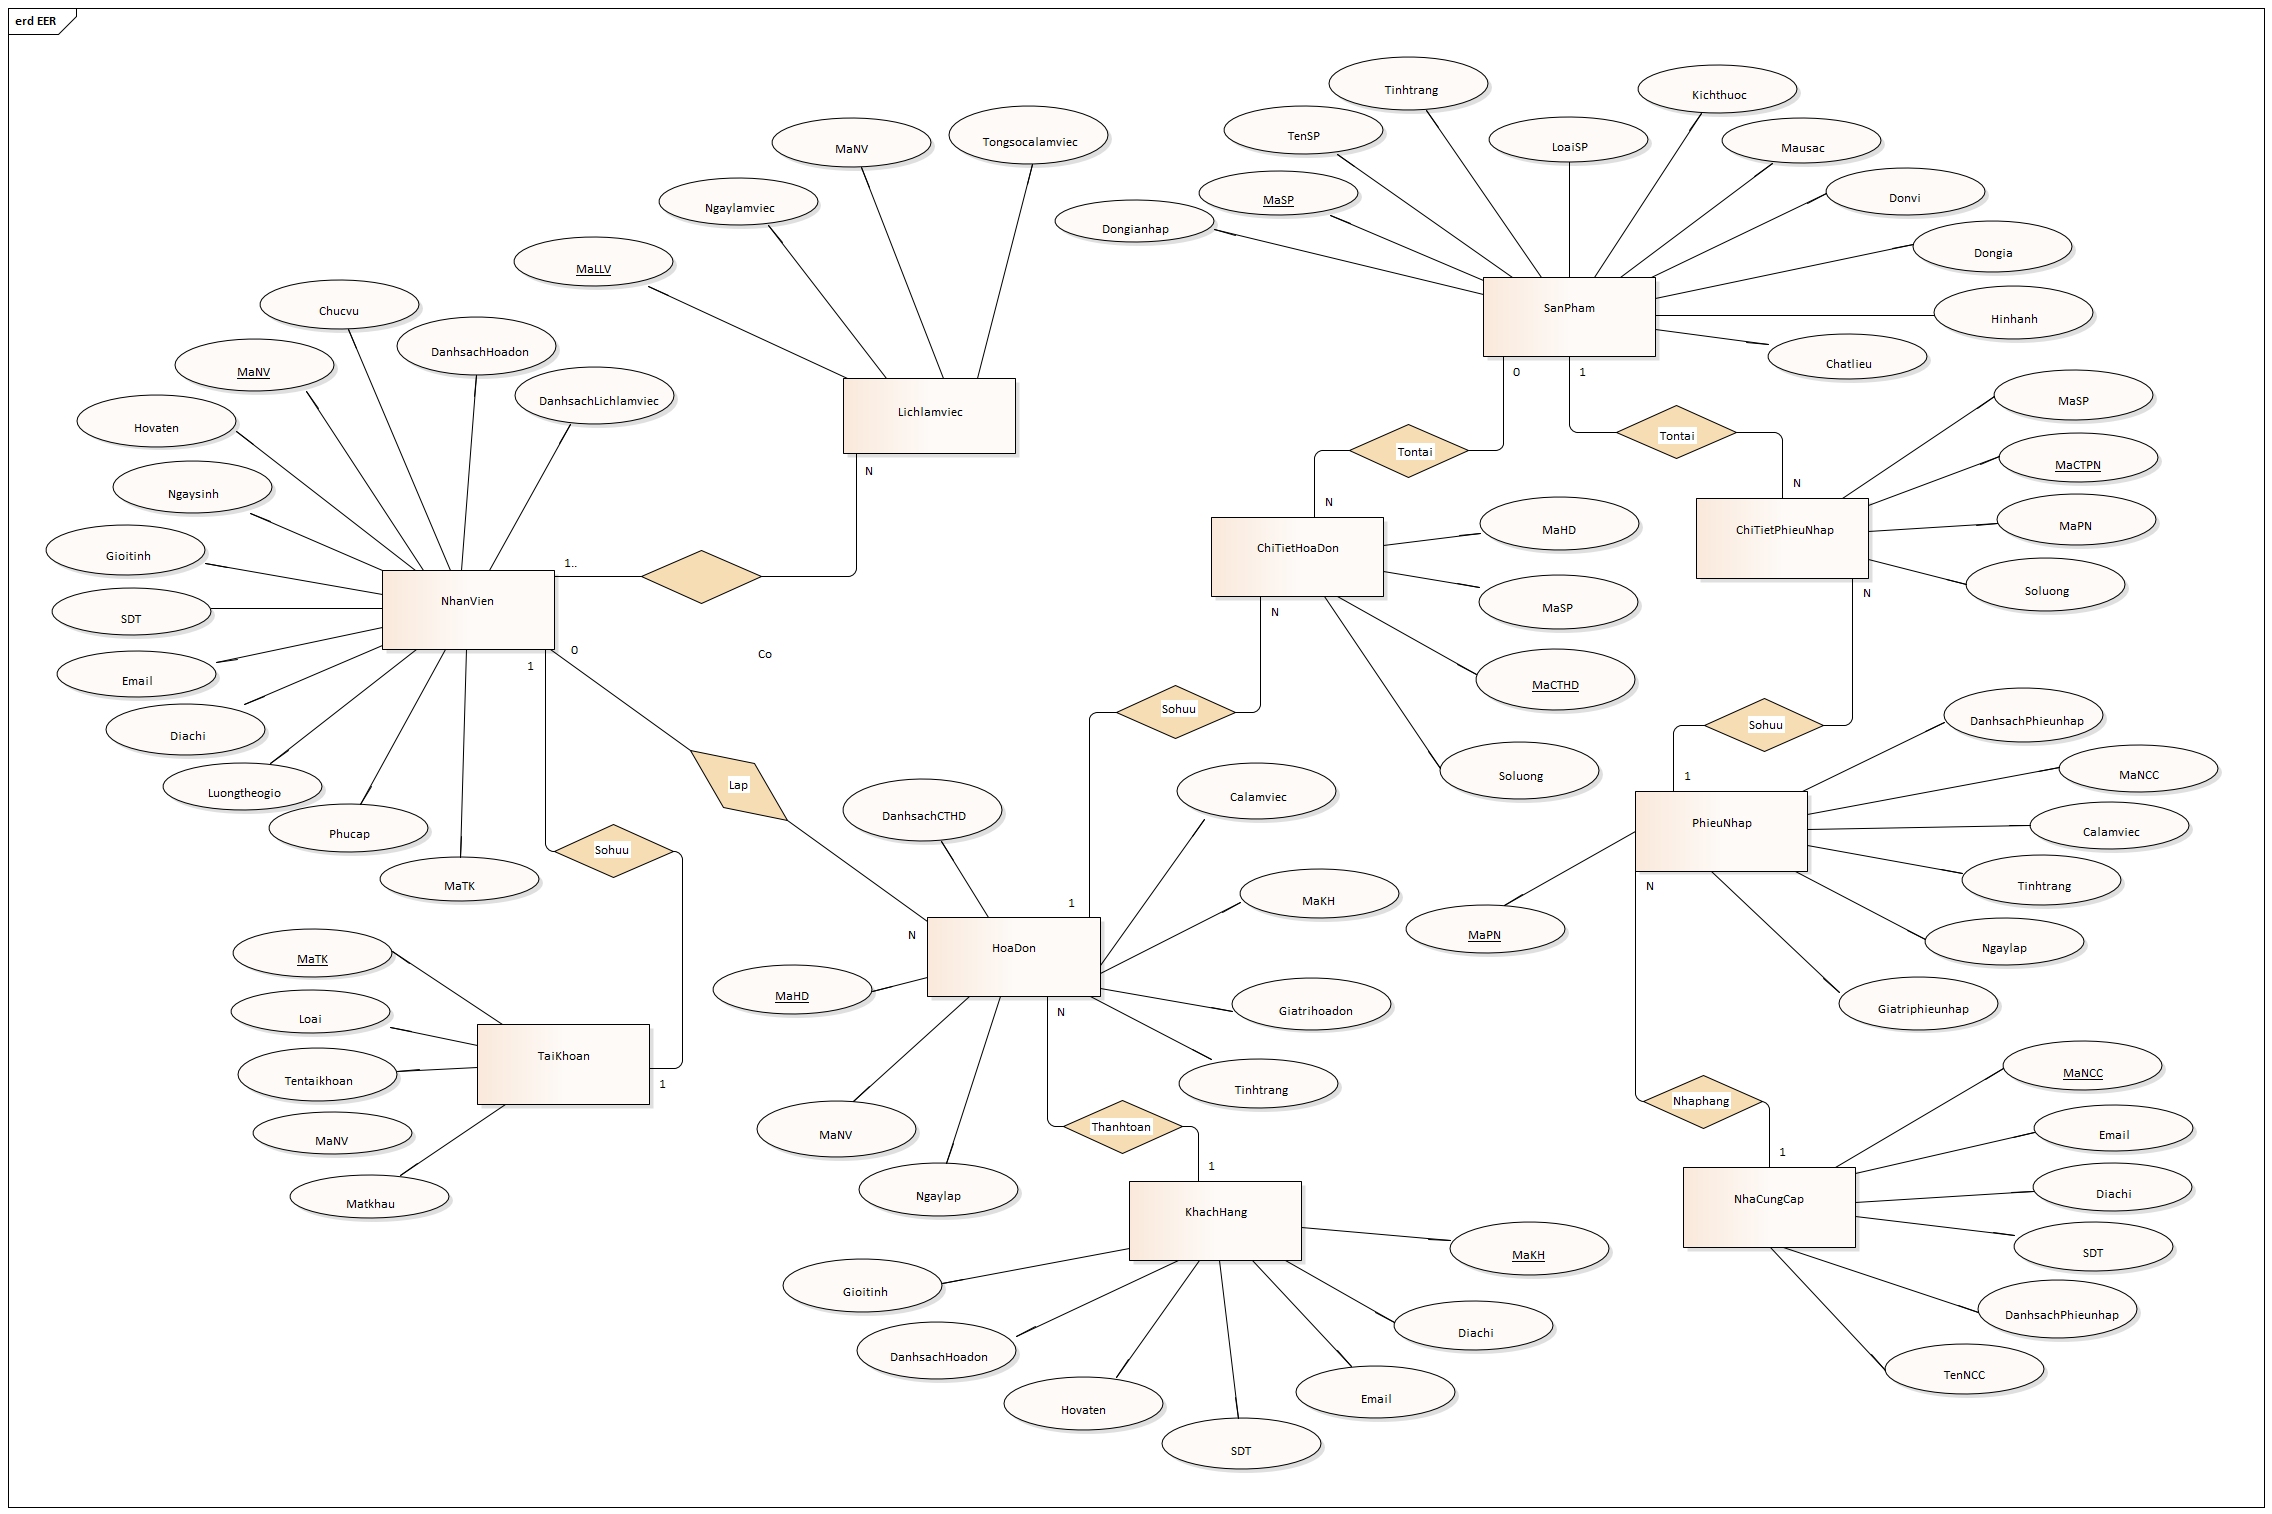 erd EER
Tinhtrang
Kichthuoc
TenSP
LoaiSP
Mausac
MaNV
Tongsocalamviec
MaSP
Donvi
Ngaylamviec
Dongianhap
Dongia
MaLLV
SanPham
Hinhanh
Chucvu
DanhsachHoadon
Chatlieu
MaNV
0
1
DanhsachLichlamviec
MaSP
Lichlamviec
Hovaten
Tontai
Tontai
N
MaCTPN
Ngaysinh
N
N
MaHD
MaPN
ChiTietHoaDon
ChiTietPhieuNhap
Gioitinh
1..
NhanVien
MaSP
N
N
Soluong
SDT
0
Co
1
Email
MaCTHD
Diachi
Sohuu
Sohuu
DanhsachPhieunhap
1
MaNCC
Soluong
Lap
Luongtheogio
Calamviec
DanhsachCTHD
PhieuNhap
Calamviec
Phucap
Sohuu
MaTK
N
Tinhtrang
MaKH
1
N
MaPN
HoaDon
Ngaylap
MaTK
MaHD
Giatrihoadon
Giatriphieunhap
Loai
N
TaiKhoan
MaNCC
Tentaikhoan
1
Tinhtrang
Nhaphang
MaNV
MaNV
Thanhtoan
Email
1
1
Matkhau
Ngaylap
Diachi
NhaCungCap
KhachHang
MaKH
SDT
Gioitinh
DanhsachPhieunhap
Diachi
DanhsachHoadon
TenNCC
Hovaten
Email
SDT